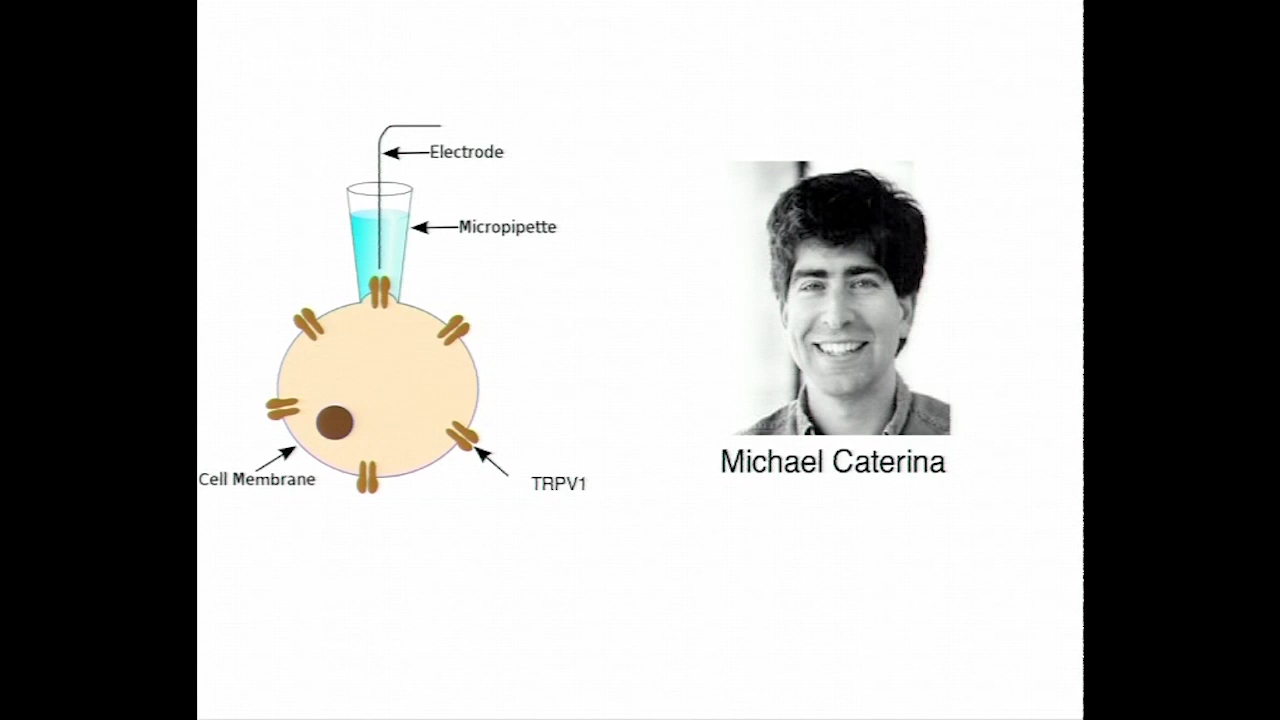 Electrode
Micropipette
Cell Membrane
TRPV1
Michael Caterina